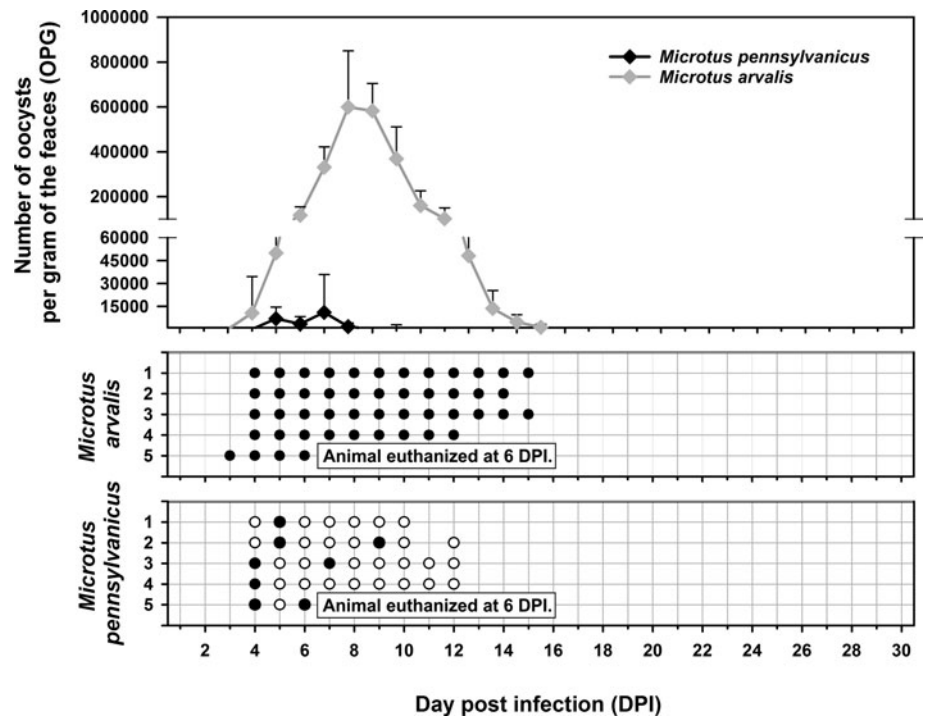 Number of oocysts
per gram of the feaces (OPG)
1000000
800000
600000
400000
200000
60000
45000
30000
15000
Microtus pennsylvanicus
Microtus arvalis
Microtus
arvalis
1
2
3
4
5
Animal euthanized at 6 DPI.
Microtus
pennsylvanicus
1
2
3
4
5
Animal euthanized at 6 DPI.
2 4 6 8 10 12 14 16 18 20 22 24 26 28 30
Day post infection (DPI)